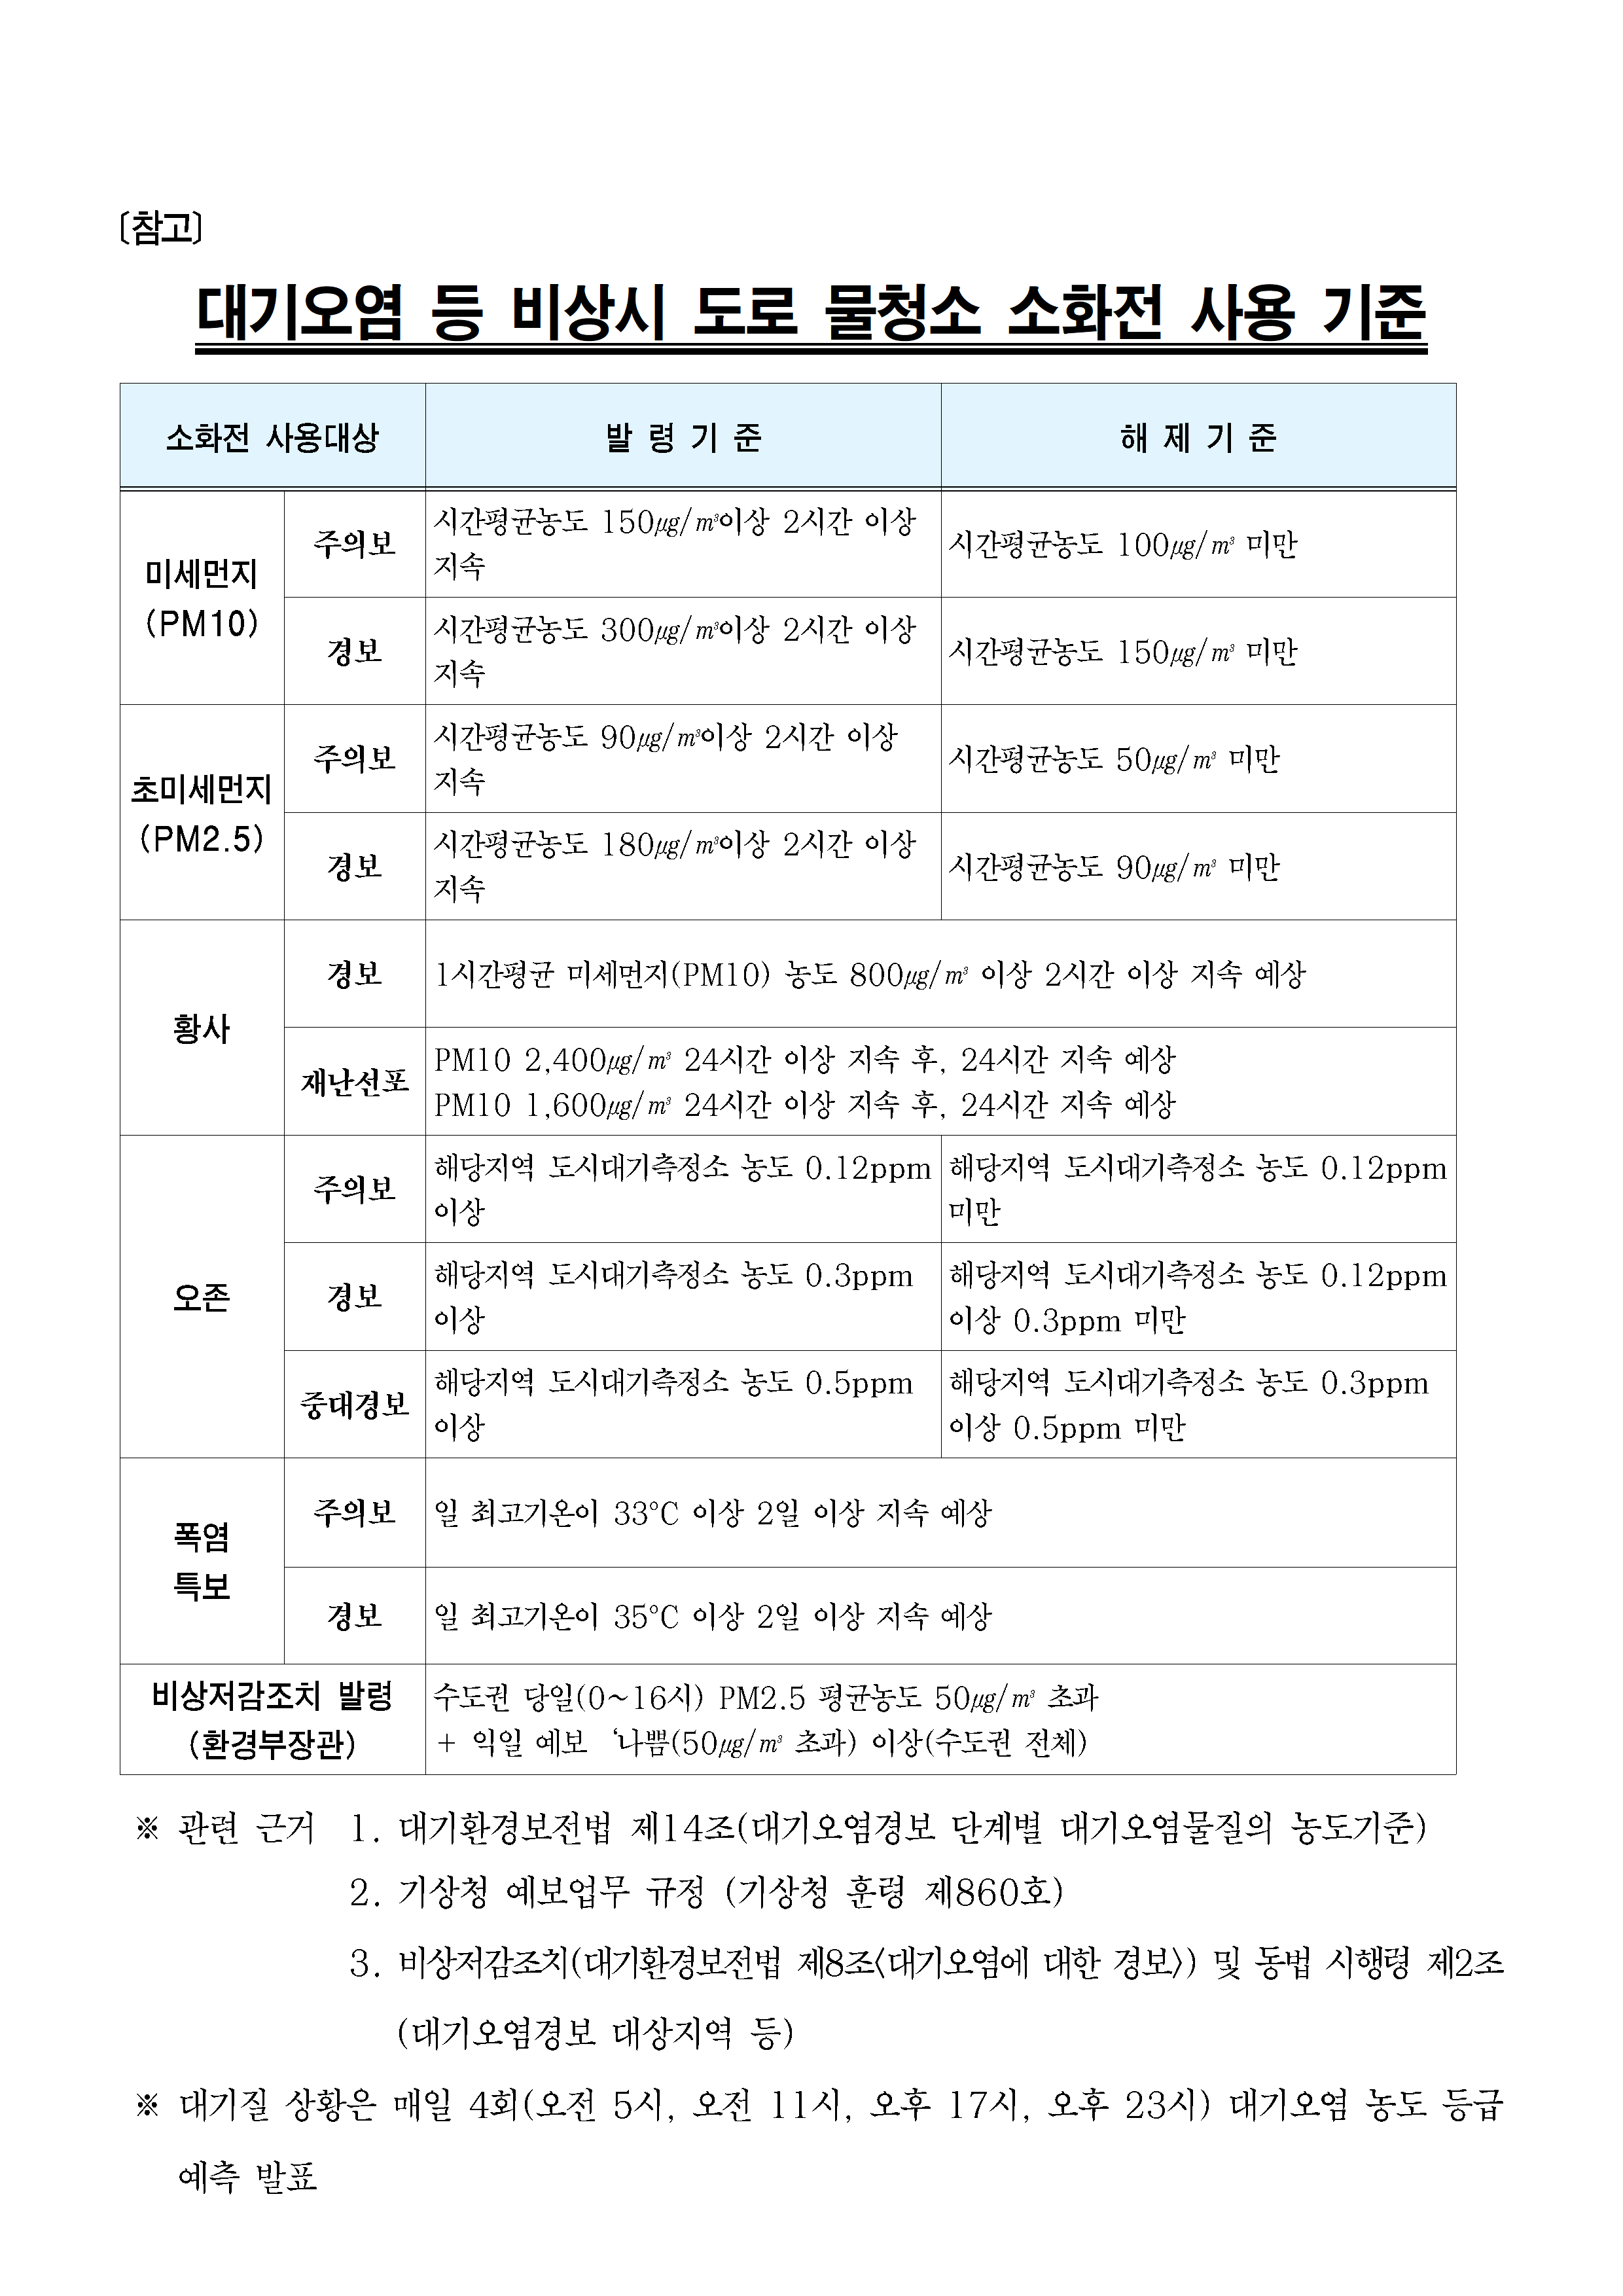 〔참고〕
대기오염 등 비상시 도로 물청소 소화전 사용 기준
소화전 사용대상
발 령 기 준
해 제 기 준
미세먼지
(PM10)
주의보
시간평균농도 150㎍/㎥이상 2시간 이상
지속
시간평균농도 100㎍/㎥ 미만
경보
시간평균농도 300㎍/㎥이상 2시간 이상
지속
시간평균농도 150㎍/㎥ 미만
초미세먼지
(PM2.5)
주의보
시간평균농도 90㎍/㎥이상 2시간 이상
지속
시간평균농도 50㎍/㎥ 미만
경보
시간평균농도 180㎍/㎥이상 2시간 이상
지속
시간평균농도 90㎍/㎥ 미만
황사
경보
1시간평균 미세먼지(PM10) 농도 800㎍/㎥ 이상 2시간 이상 지속 예상
재난선포
PM10 2,400㎍/㎥ 24시간 이상 지속 후, 24시간 지속 예상
PM10 1,600㎍/㎥ 24시간 이상 지속 후, 24시간 지속 예상
오존
주의보
해당지역 도시대기측정소 농도 0.12ppm
이상
해당지역 도시대기측정소 농도 0.12ppm
미만
경보
해당지역 도시대기측정소 농도 0.3ppm
이상
해당지역 도시대기측정소 농도 0.12ppm
이상 0.3ppm 미만
중대경보
해당지역 도시대기측정소 농도 0.5ppm
이상
해당지역 도시대기측정소 농도 0.3ppm
이상 0.5ppm 미만
폭염
특보
주의보
일 최고기온이 33℃ 이상 2일 이상 지속 예상
경보
일 최고기온이 35℃ 이상 2일 이상 지속 예상
비상저감조치 발령
(환경부장관)
수도권 당일(0~16시) PM2.5 평균농도 50㎍/㎥ 초과
+ 익일 예보 ‘나쁨(50㎍/㎥ 초과) 이상(수도권 전체)
※ 관련 근거 1. 대기환경보전법 제14조(대기오염경보 단계별 대기오염물질의 농도기준)
2. 기상청 예보업무 규정 (기상청 훈령 제860호)
3. 비상저감조치(대기환경보전법 제8조〈대기오염에 대한 경보〉) 및 동법 시행령 제2조
(대기오염경보 대상지역 등)
※ 대기질 상황은 매일 4회(오전 5시, 오전 11시, 오후 17시, 오후 23시) 대기오염 농도 등급
예측 발표